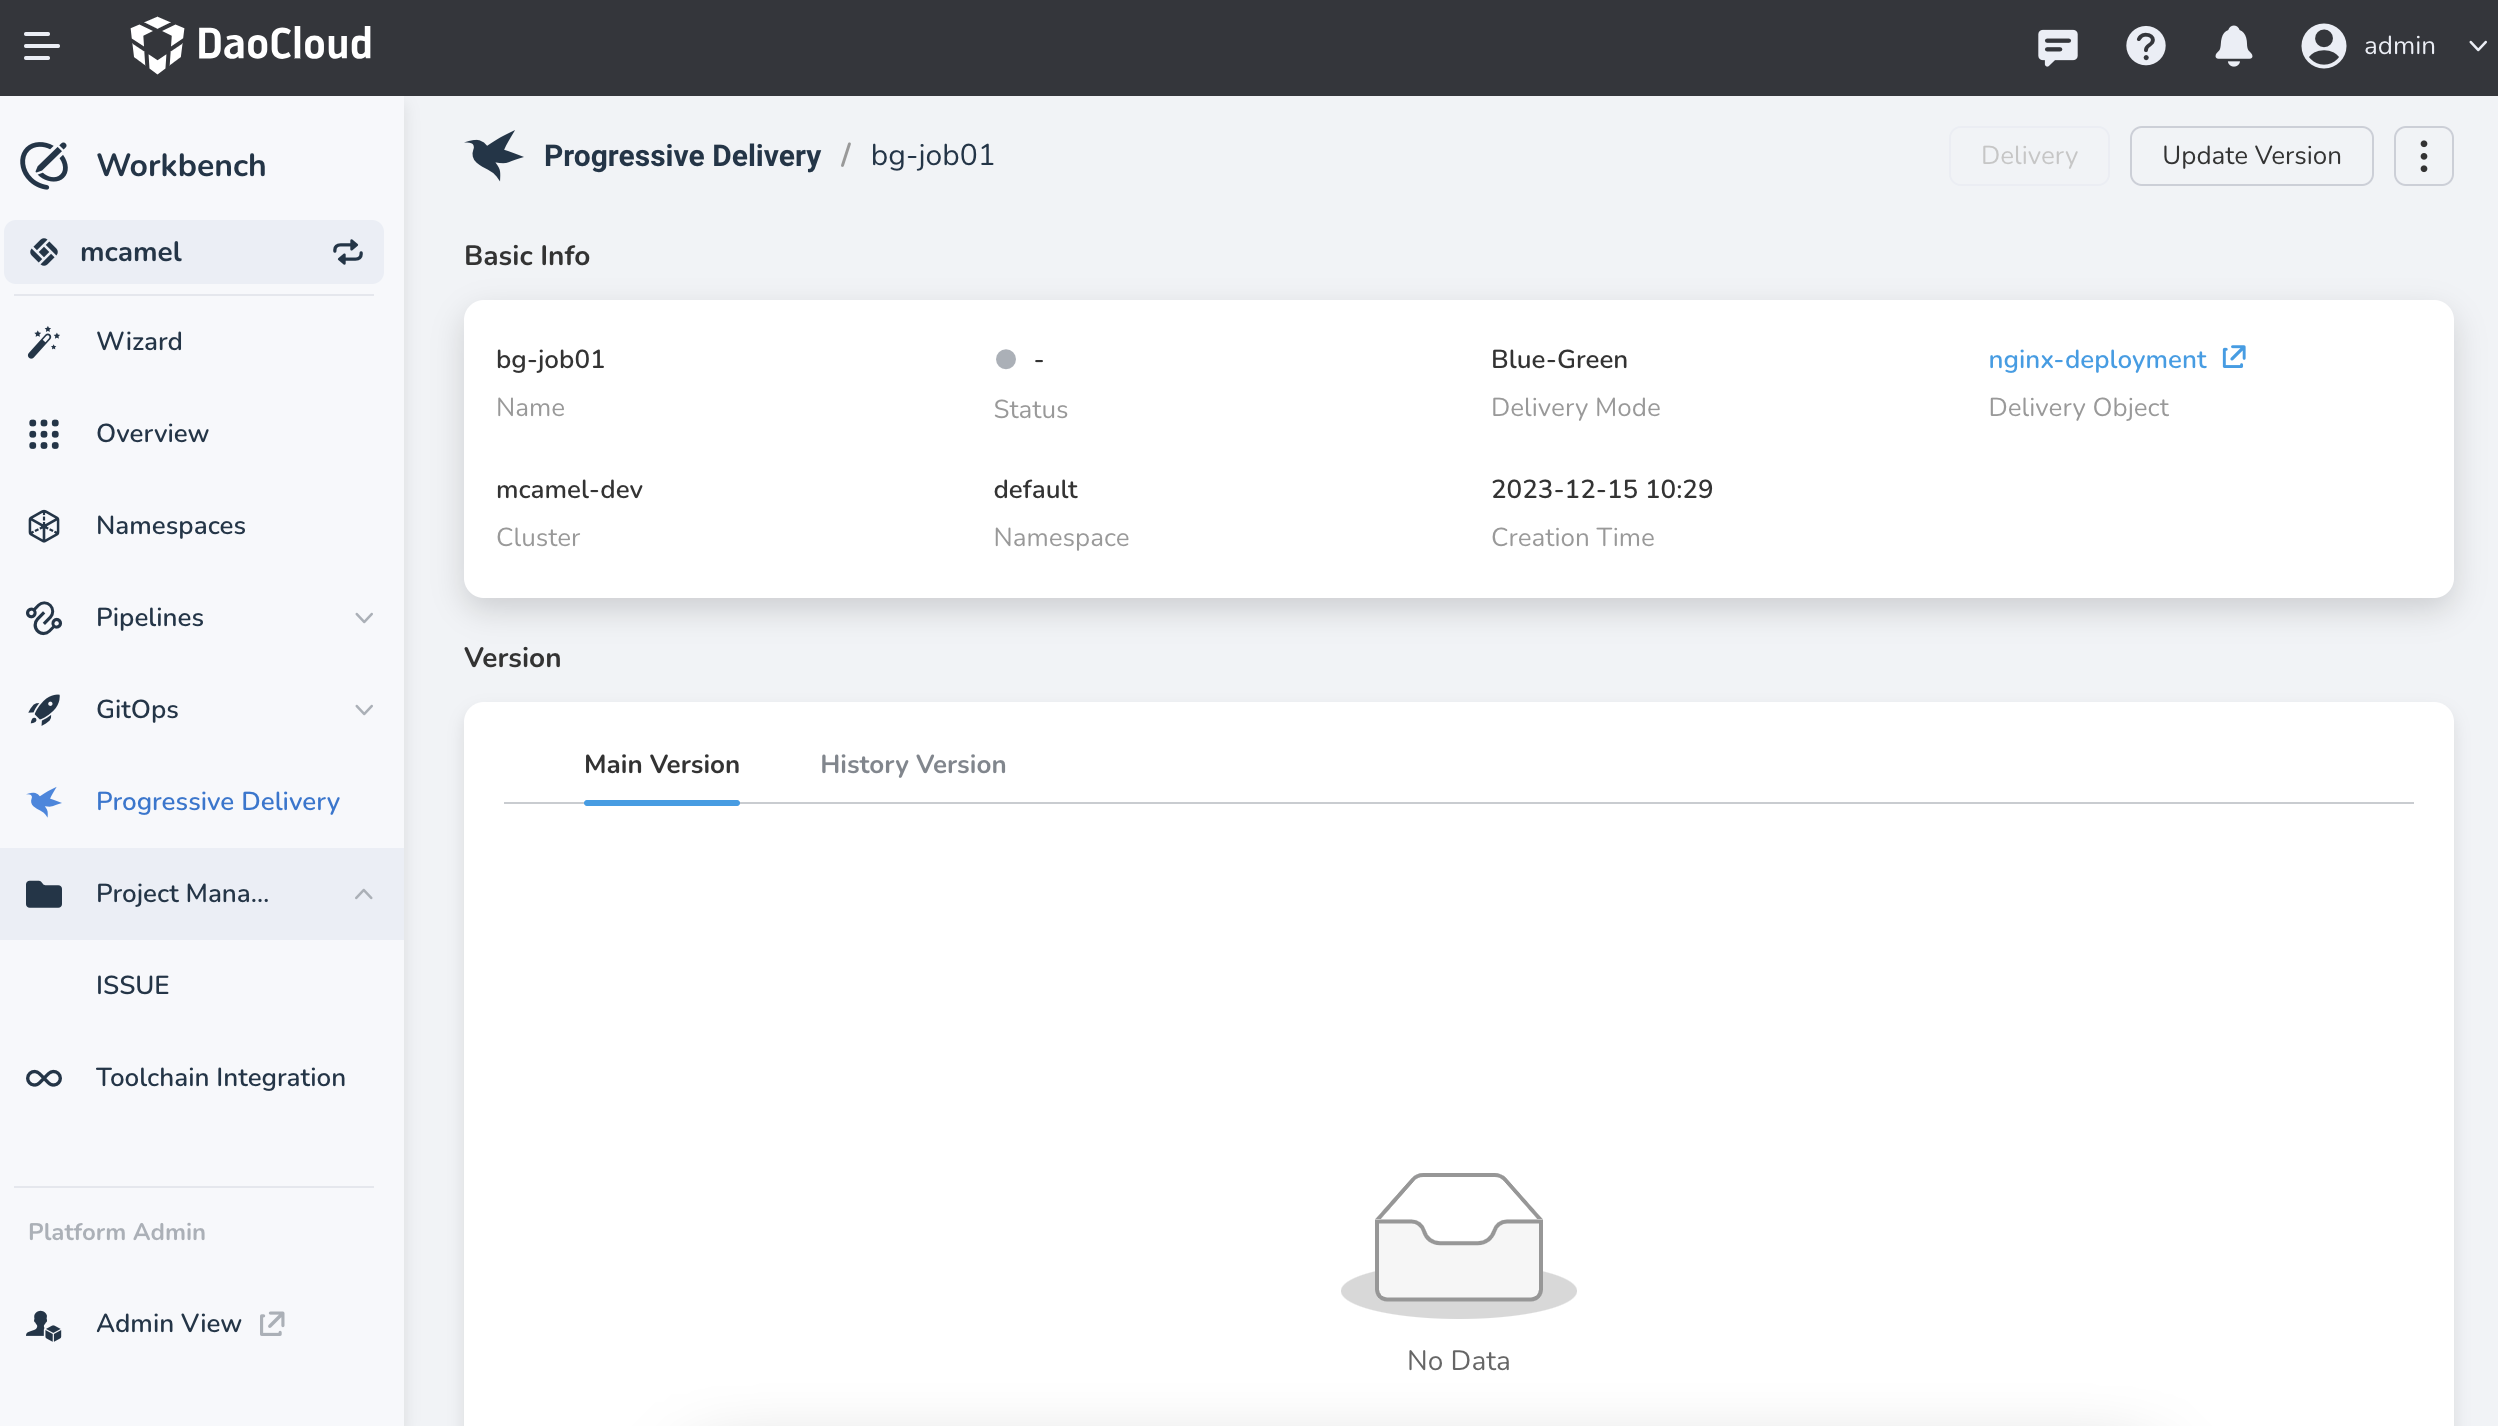 DaoCloud
admin
Workbench
mcamel
Wizard
Overview
Namespaces
Pipelines
GitOps
Progressive Delivery
Project Mana...
ISSUE
Toolchain Integration
Platform Admin
Admin View
Progressive Delivery / bg-job01
Delivery
Update Version
Basic Info
bg-job01
Name
-
Status
Blue-Green
Delivery Mode
nginx-deployment
Delivery Object
mcamel-dev
Cluster
default
Namespace
2023-12-15 10:29
Creation Time
Version
Main Version
History Version
No Data